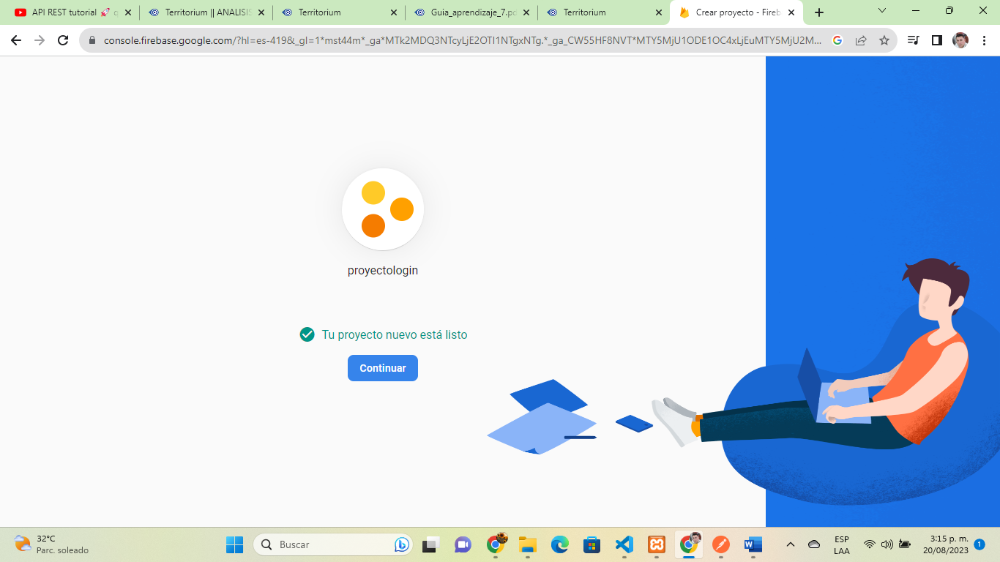 API REST tutorial 🚀 q
Territorium || ANALISIS
Territorium
Guia_aprendizaje_7.pd
Territorium
Crear proyecto - Fireb
console.firebase.google.com/?hl=es-419&_gl=1*mst44m*_ga*MTk2MDQ3NTcyLjE2OTI1NTgxNTg.*_ga_CW55HF8NVT*MTY5MjU1ODE1OC4xLjEuMTY5MjU2M...
proyectologin
Tu proyecto nuevo está listo
Continuar
32°C
Parc. soleado
Buscar
ESP
LAA
3:15 p. m.
20/08/2023
1